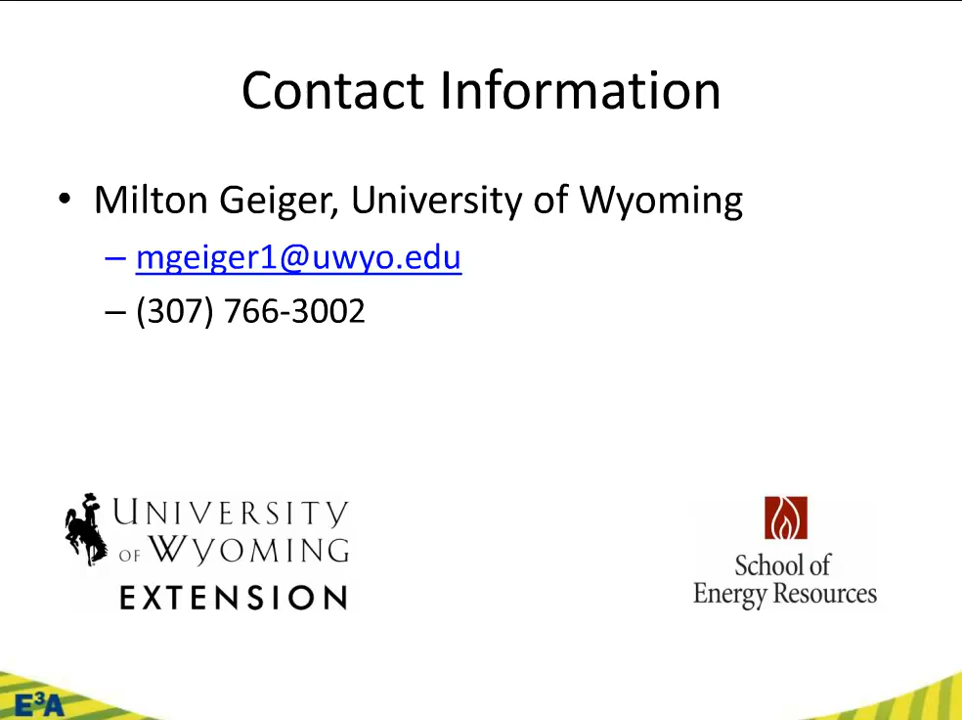 Contact Information
• Milton Geiger, University of Wyoming
– mgeiger1@uwyo.edu
– (307) 766-3002
UNIVERSITY
OF WYOMING
EXTENSION
School of
Energy Resources
E³A